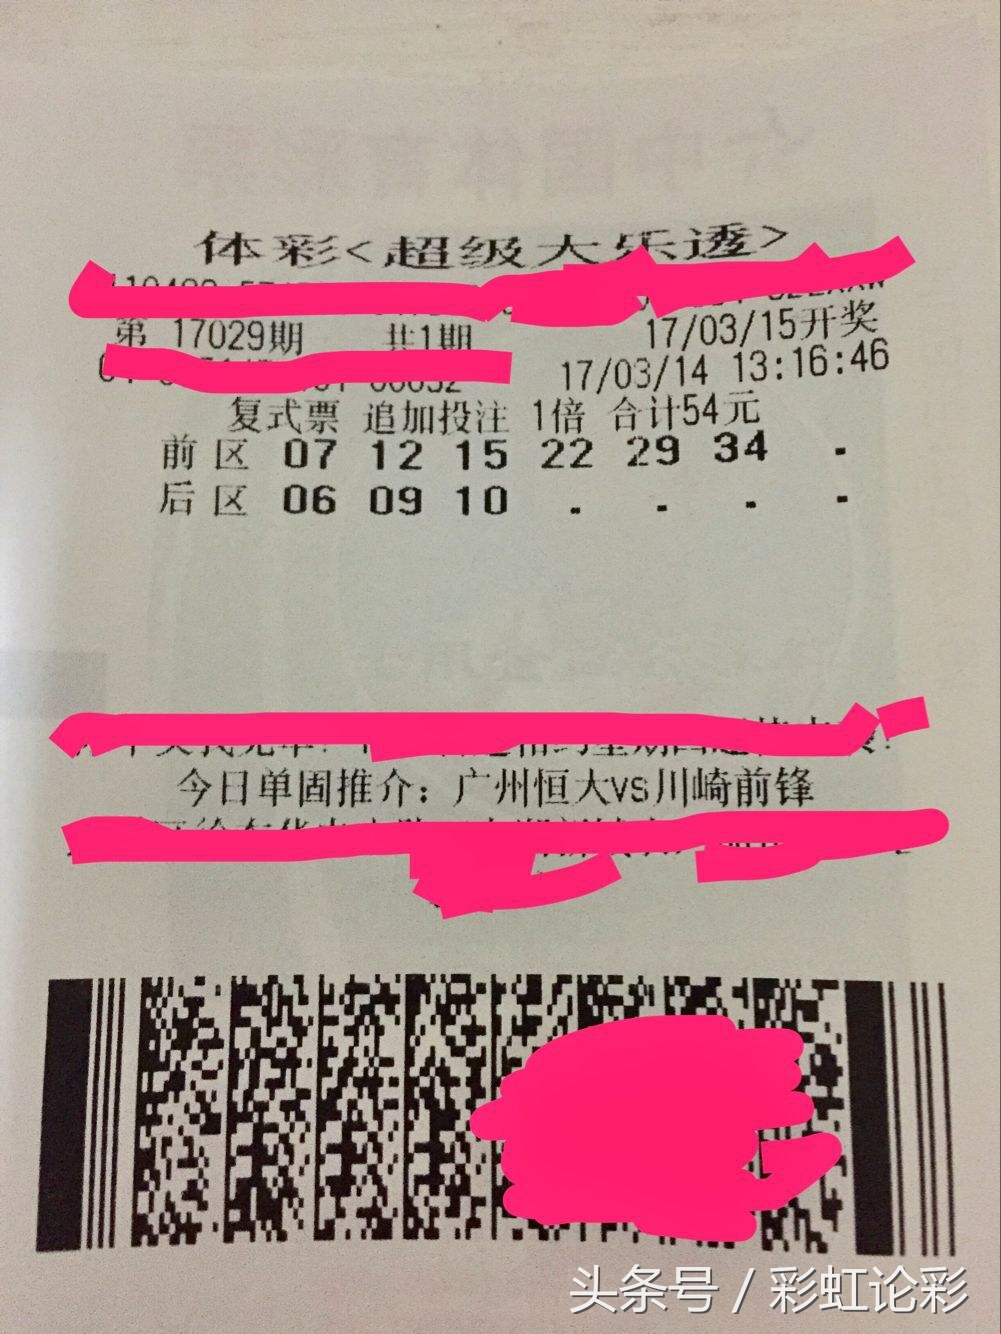 体彩<超级大乐透>
第 17029期 共1期 17/03/15开奖
17/03/14 13:16:46
复式票 追加投注 1倍 合计54元
前区 07 12 15 22 29 34 -
后区 06 09 10 - - - -
今日单固推介：广州恒大vs川崎前锋
头条号 / 彩虹论彩